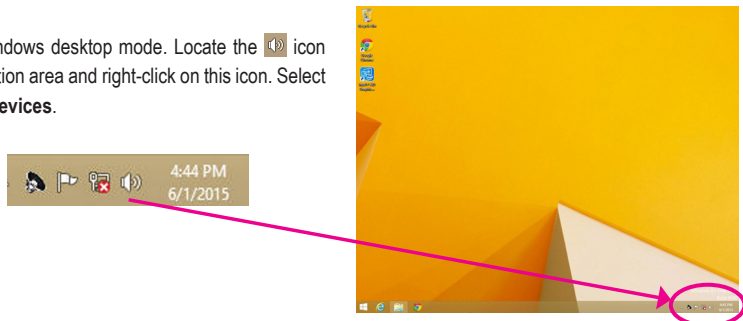 ndows desktop mode. Locate the icon
tion area and right-click on this icon. Select
evices.
4:44 PM
6/1/2015